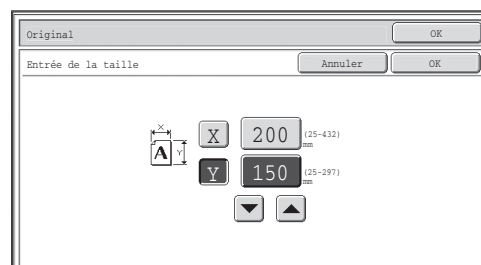 Original OK
Entrée de la taille Annuler OK
X
A Y
X 200 (25-432)
mm
Y 150 (25-297)
mm